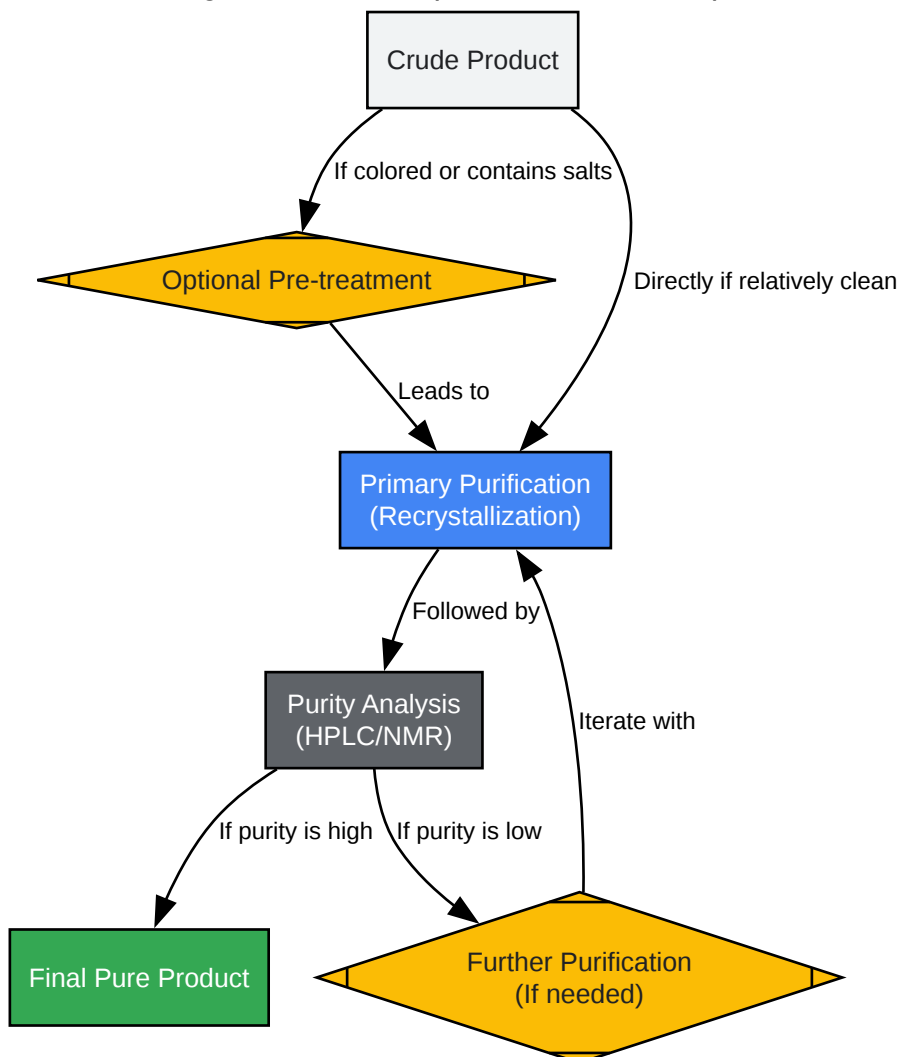 Crude Product
If colored or contains salts
Optional Pre-treatment
Directly if relatively clean
Leads to
Primary Purification
(Recrystallization)
Followed by
Purity Analysis
(HPLC/NMR)
Iterate with
If purity is high
If purity is low
Final Pure Product
Further Purification
(If needed)